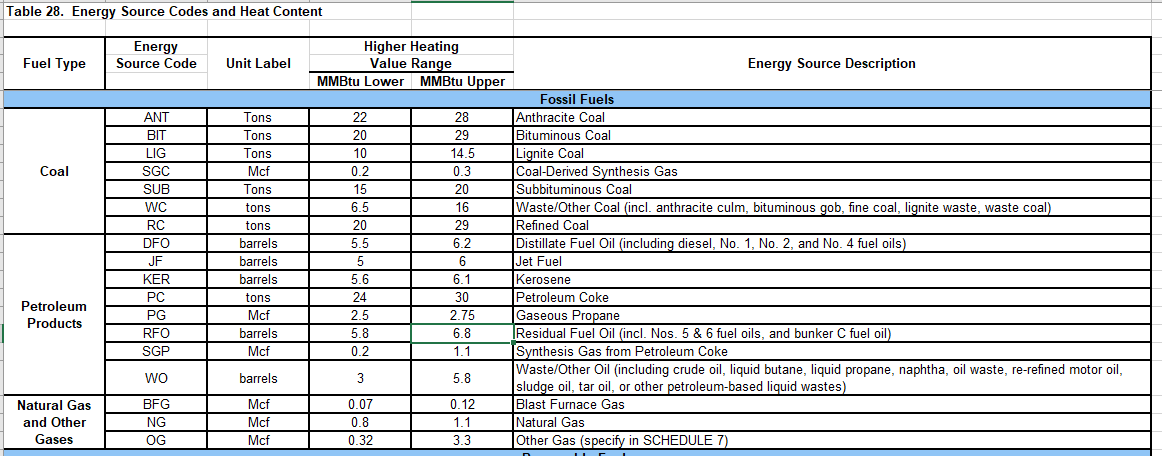 Table 28. Energy Source Codes and Heat Content
Fuel Type Energy Source Code Unit Label Higher Heating Value Range Energy Source Description
MMBtu Lower MMBtu Upper
Fossil Fuels
Coal
ANT Tons 22 28 Anthracite Coal
BIT Tons 20 29 Bituminous Coal
LIG Tons 10 14.5 Lignite Coal
SGC Mcf 0.2 0.3 Coal-Derived Synthesis Gas
SUB Tons 15 20 Subbituminous Coal
WC tons 6.5 16 Waste/Other Coal (incl. anthracite culm, bituminous gob, fine coal, lignite waste, waste coal)
RC tons 20 29 Refined Coal
Petroleum Products
DFO barrels 5.5 6.2 Distillate Fuel Oil (including diesel, No. 1, No. 2, and No. 4 fuel oils)
JF barrels 5 6 Jet Fuel
KER barrels 5.6 6.1 Kerosene
PC tons 24 30 Petroleum Coke
PG Mcf 2.5 2.75 Gaseous Propane
RFO barrels 5.8 6.8 Residual Fuel Oil (incl. Nos. 5 & 6 fuel oils, and bunker C fuel oil)
SGP Mcf 0.2 1.1 Synthesis Gas from Petroleum Coke
WO barrels 3 5.8 Waste/Other Oil (including crude oil, liquid butane, liquid propane, naphtha, oil waste, re-refined motor oil,
sludge oil, tar oil, or other petroleum-based liquid wastes)
Natural Gas and Other Gases
BFG Mcf 0.07 0.12 Blast Furnace Gas
NG Mcf 0.8 1.1 Natural Gas
OG Mcf 0.32 3.3 Other Gas (specify in SCHEDULE 7)